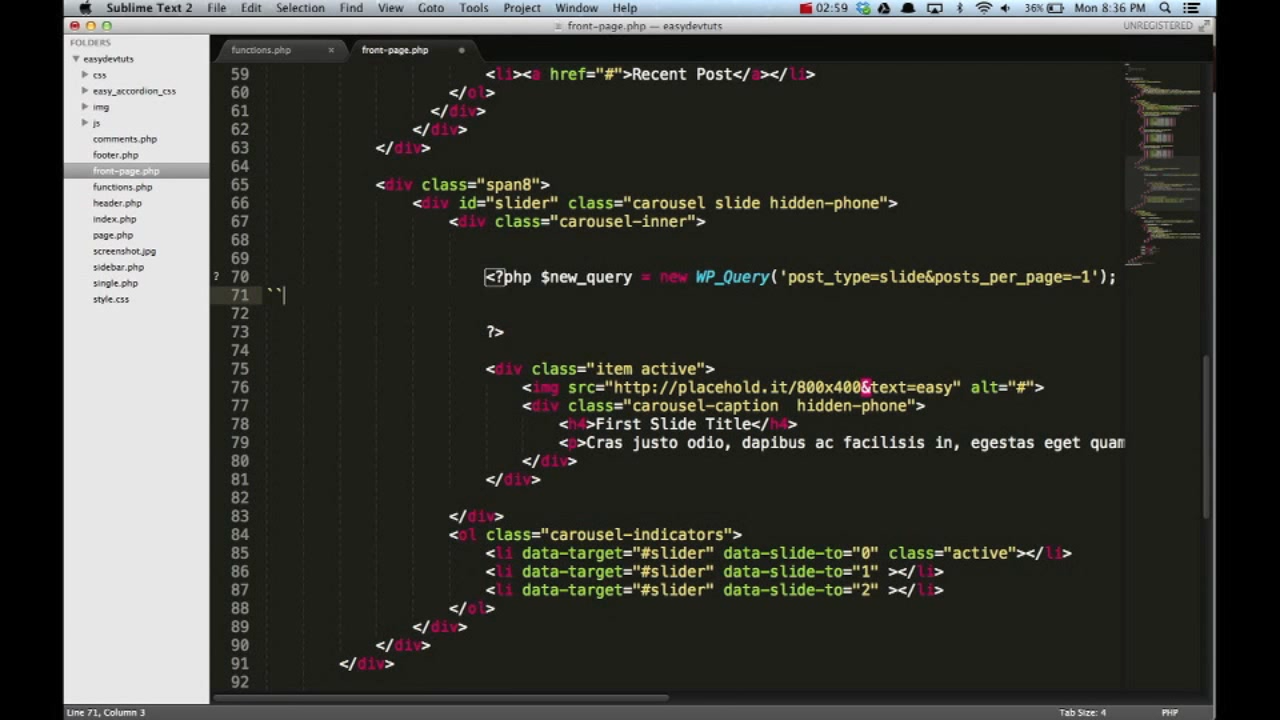 Sublime Text 2 File Edit Selection Find View Goto Tools Project Window Help 02:59 36% Mon 8:36 PM
front-page.php — easydevtuts UNREGISTERED
FOLDERS
easydevtuts
css
easy_accordion_css
img
js
comments.php
footer.php
front-page.php
functions.php
header.php
index.php
page.php
screenshot.jpg
sidebar.php
single.php
style.css
functions.php × front-page.php
59 <li><a href="#">Recent Post</a></li>
60 </ol>
61 </div>
62 </div>
63 </div>
64
65 <div class="span8">
66 <div id="slider" class="carousel slide hidden-phone">
67 <div class="carousel-inner">
68
69
? 70 <?php $new_query = new WP_Query('post_type=slide&posts_per_page=-1');
71 ``
72
73 ?>
74
75 <div class="item active">
76 <img src="http://placehold.it/800x400&text=easy" alt="#">
77 <div class="carousel-caption  hidden-phone">
78 <h4>First Slide Title</h4>
79 <p>Cras justo odio, dapibus ac facilisis in, egestas eget quam
80 </div>
81 </div>
82
83 </div>
84 <ol class="carousel-indicators">
85 <li data-target="#slider" data-slide-to="0" class="active"></li>
86 <li data-target="#slider" data-slide-to="1" ></li>
87 <li data-target="#slider" data-slide-to="2" ></li>
88 </ol>
89 </div>
90 </div>
91 </div>
92
Line 71, Column 3 Tab Size: 4 PHP